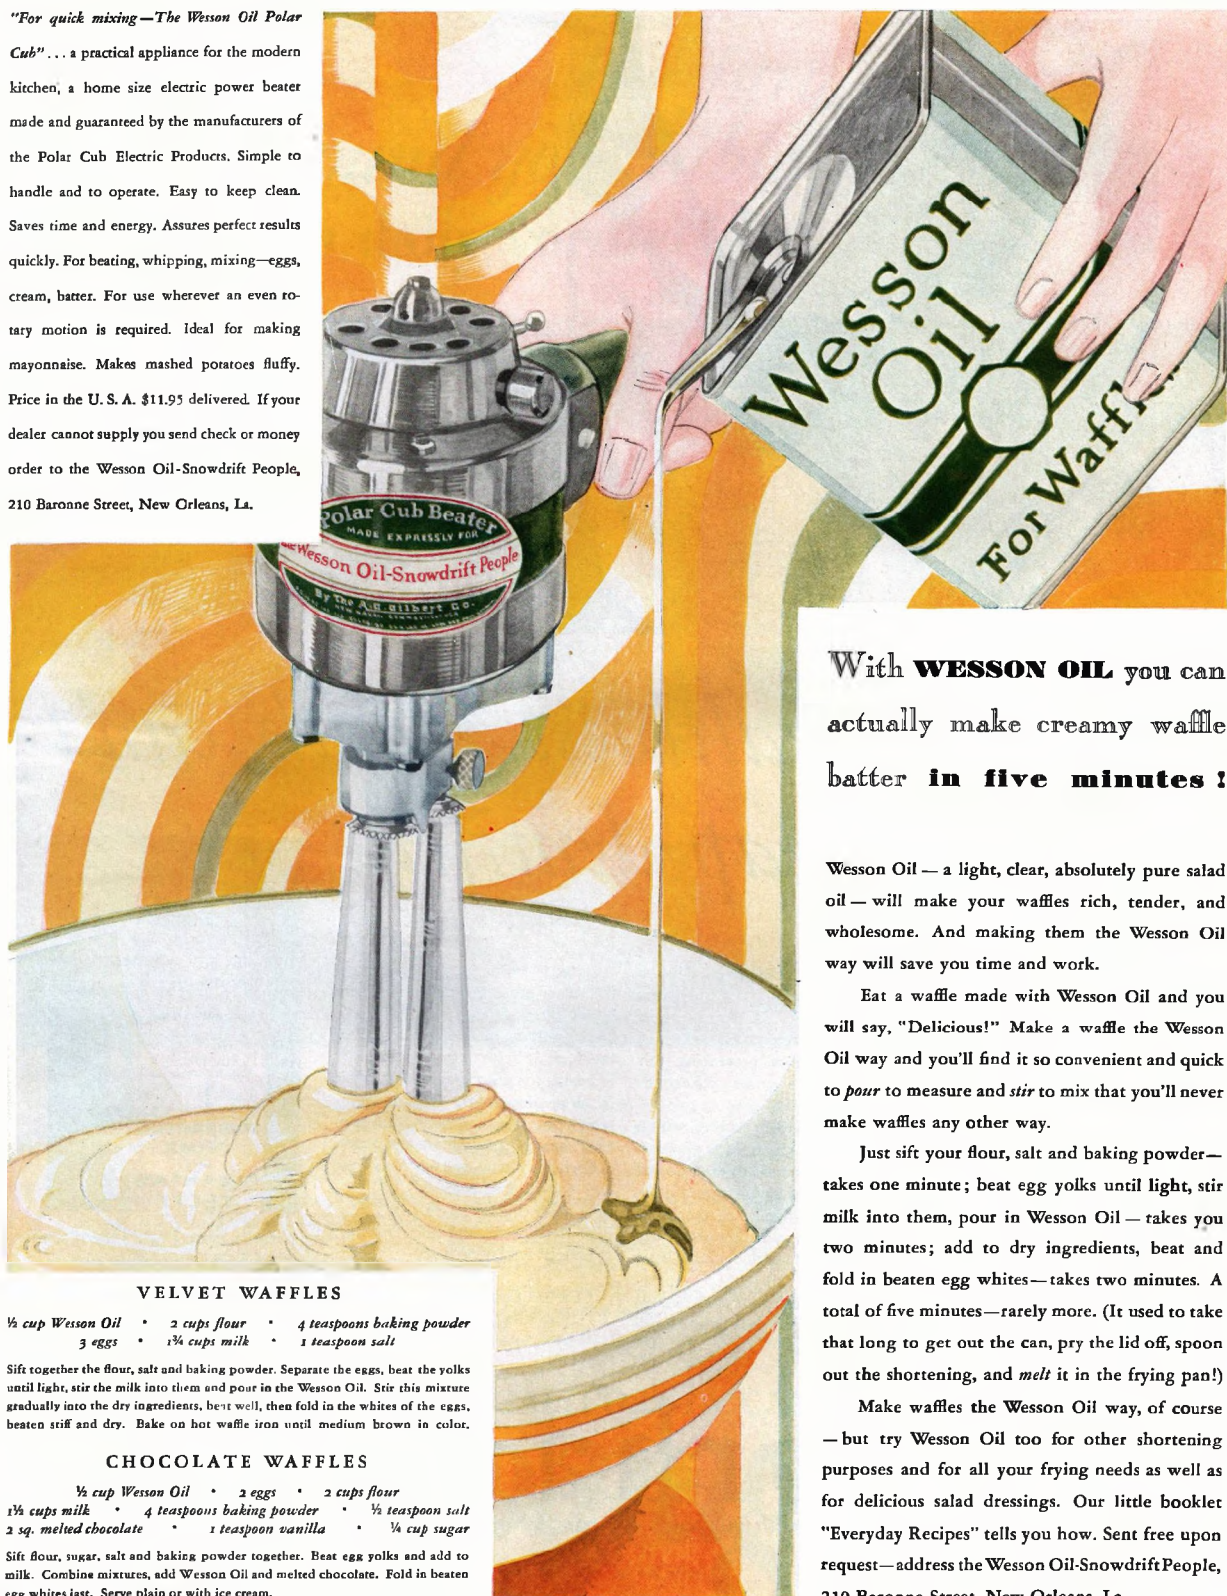 "For quick mixing—The Wesson Oil Polar
Cub" . . . a practical appliance for the modern
kitchen, a home size electric power beater
made and guaranteed by the manufacturers of
the Polar Cub Electric Products. Simple to
handle and to operate. Easy to keep clean.
Saves time and energy. Assures perfect results
quickly. For beating, whipping, mixing—eggs,
cream, batter. For use wherever an even ro-
tary motion is required. Ideal for making
mayonnaise. Makes mashed potatoes fluffy.
Price in the U. S. A. $11.95 delivered. If your
dealer cannot supply you send check or money
order to the Wesson Oil-Snowdrift People,
210 Baronne Street, New Orleans, La.
Wesson
Oil
For Waffles
Polar Cub Beater
MADE EXPRESSLY FOR
the Wesson Oil-Snowdrift People
By The A.C. Gilbert Co.
With WESSON OIL you can
actually make creamy waffle
batter in five minutes !
Wesson Oil — a light, clear, absolutely pure salad
oil — will make your waffles rich, tender, and
wholesome. And making them the Wesson Oil
way will save you time and work.
Eat a waffle made with Wesson Oil and you
will say, "Delicious!" Make a waffle the Wesson
Oil way and you'll find it so convenient and quick
to pour to measure and stir to mix that you'll never
make waffles any other way.
Just sift your flour, salt and baking powder—
takes one minute; beat egg yolks until light, stir
milk into them, pour in Wesson Oil — takes you
two minutes; add to dry ingredients, beat and
fold in beaten egg whites—takes two minutes. A
total of five minutes—rarely more. (It used to take
that long to get out the can, pry the lid off, spoon
out the shortening, and melt it in the frying pan!)
Make waffles the Wesson Oil way, of course
—but try Wesson Oil too for other shortening
purposes and for all your frying needs as well as
for delicious salad dressings. Our little booklet
"Everyday Recipes" tells you how. Sent free upon
request—address the Wesson Oil-Snowdrift People,
210 Baronne Street, New Orleans, La.
VELVET WAFFLES
½ cup Wesson Oil • 2 cups flour • 4 teaspoons baking powder
3 eggs • 1¾ cups milk • 1 teaspoon salt
Sift together the flour, salt and baking powder. Separate the eggs, beat the yolks
until light, stir the milk into them and pour in the Wesson Oil. Stir this mixture
gradually into the dry ingredients, beat well, then fold in the whites of the eggs,
beaten stiff and dry. Bake on hot waffle iron until medium brown in color.
CHOCOLATE WAFFLES
½ cup Wesson Oil • 2 eggs • 2 cups flour
1½ cups milk • 4 teaspoons baking powder • ½ teaspoon salt
2 sq. melted chocolate • 1 teaspoon vanilla • ¼ cup sugar
Sift flour, sugar, salt and baking powder together. Beat egg yolks and add to
milk. Combine mixtures, add Wesson Oil and melted chocolate. Fold in beaten
egg whites last. Serve plain or with ice cream.